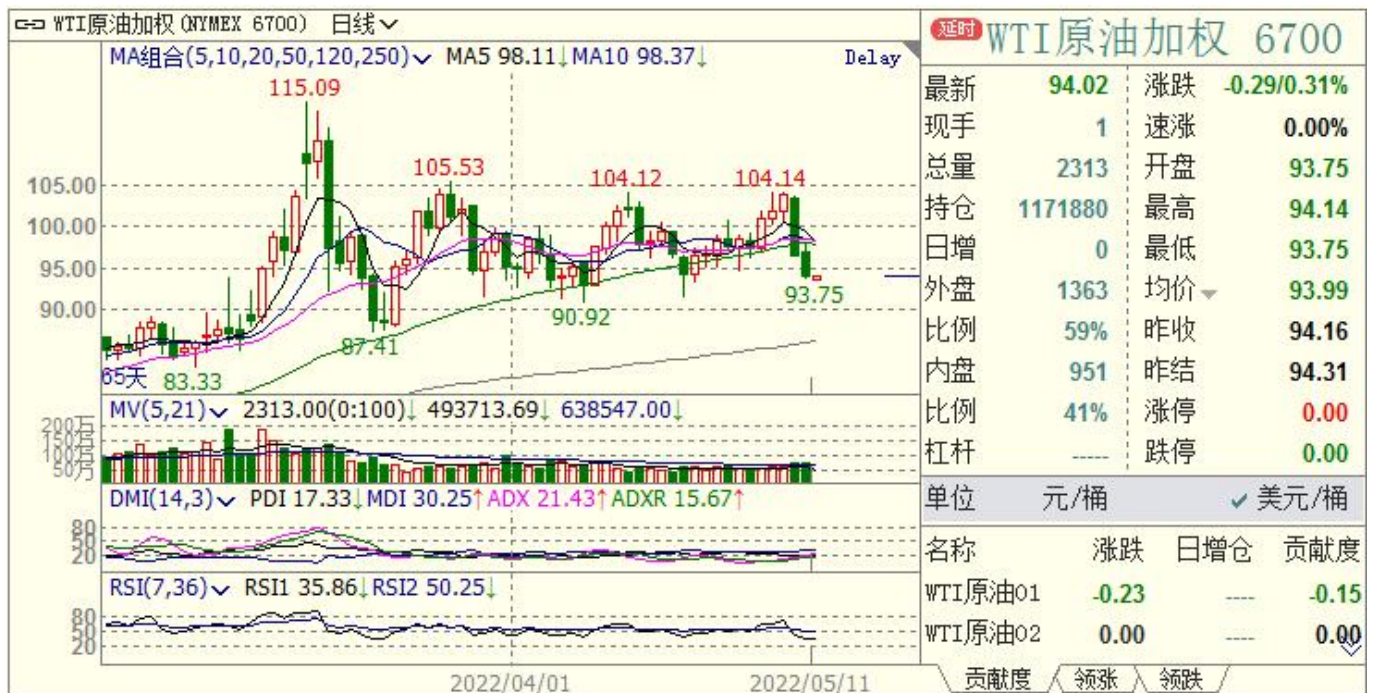 WTI原油加权(NYMEX 6700) 日线
MA组合(5,10,20,50,120,250) MA5 98.11↓ MA10 98.37↓ Delay
115.09
105.53
104.12
104.14
105.00
100.00
95.00
90.00
93.75
90.92
87.41
83.33
65天
MV(5,21) 2313.00(0:100)↓ 493713.69↓ 638547.00↓
200万
150万
100万
50万
DMI(14,3) PDI 17.33↓ MDI 30.25↑ ADX 21.43↑ ADXR 15.67↑
80
50
20
RSI(7,36) RSI1 35.86↓ RSI2 50.25↓
80
50
20
2022/04/01 2022/05/11
延时 WTI原油加权 6700
最新 94.02 涨跌 -0.29/0.31%
现手 1 速涨 0.00%
总量 2313 开盘 93.75
持仓 1171880 最高 94.14
日增 0 最低 93.75
外盘 1363 均价 93.99
比例 59% 昨收 94.16
内盘 951 昨结 94.31
比例 41% 涨停 0.00
杠杆 ----- 跌停 0.00
单位 元/桶 ✓ 美元/桶
名称 涨跌 日增仓 贡献度
WTI原油01 -0.23 ---- -0.15
WTI原油02 0.00 ---- 0.00
贡献度 领涨 领跌